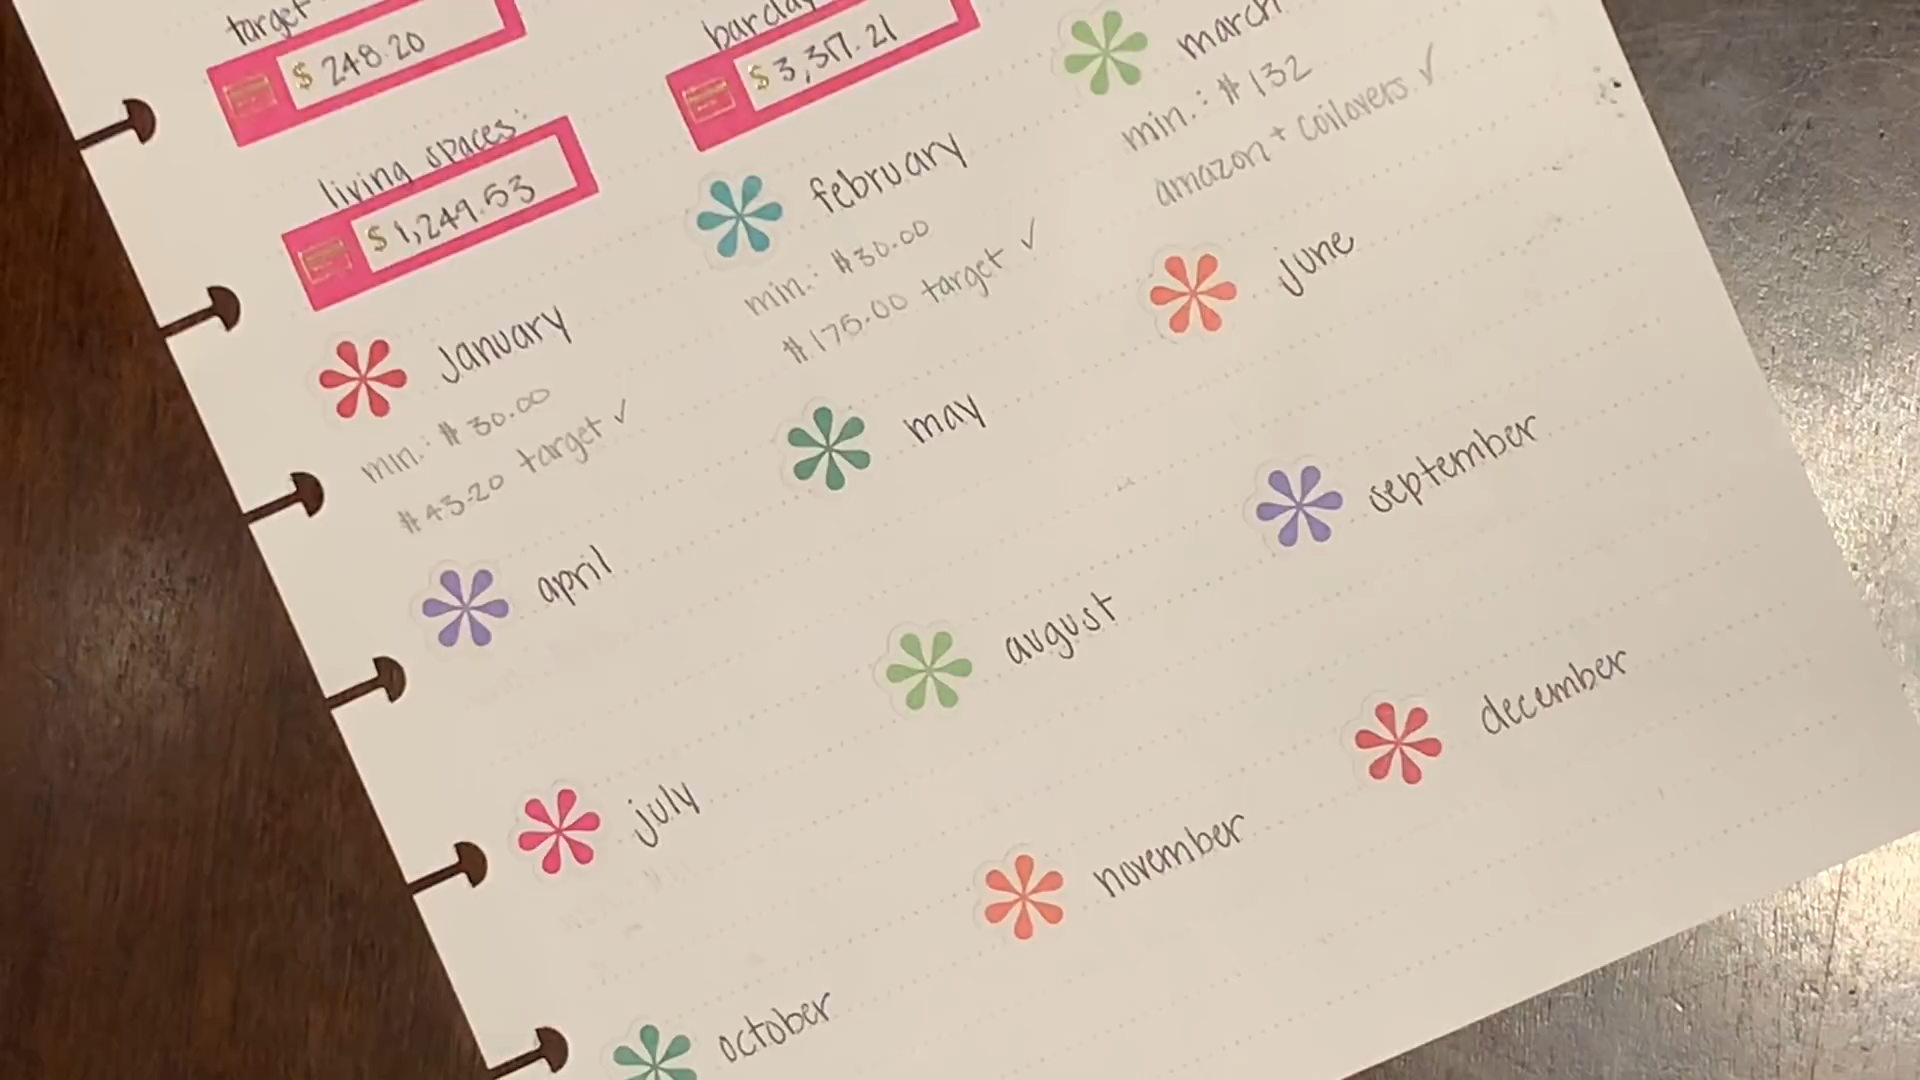 target
$ 248.20
barclay
$ 3,317.21
living spaces:
$ 1,249.53
january
min.: $30.00
$43.20 target ✓
february
min.: $30.00
$175.00 target ✓
march
min.: $132
amazon + coilovers ✓
april
may
june
july
august
september
october
november
december